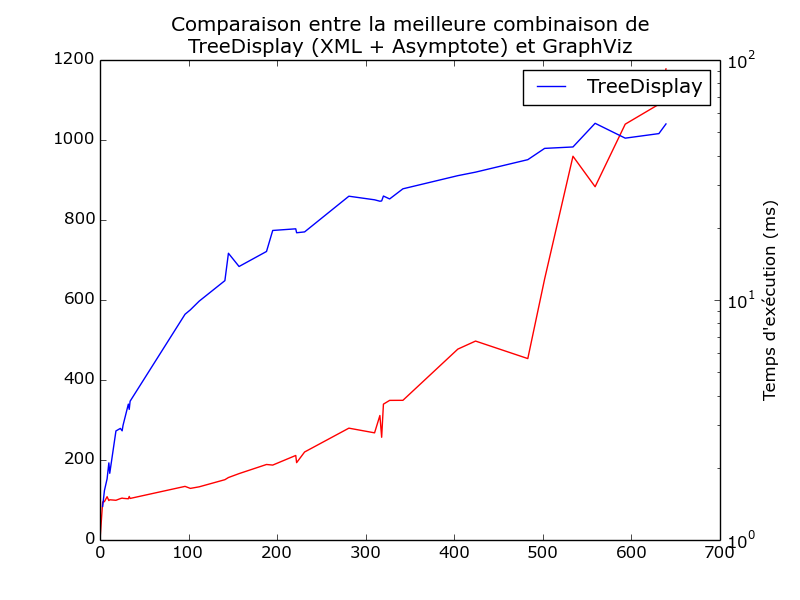 Comparaison entre la meilleure combinaison de
TreeDisplay (XML + Asymptote) et GraphViz
TreeDisplay
1200
1000
800
600
400
200
0
0 100 200 300 400 500 600 700
10^2
10^1
10^0
Temps d'exécution (ms)